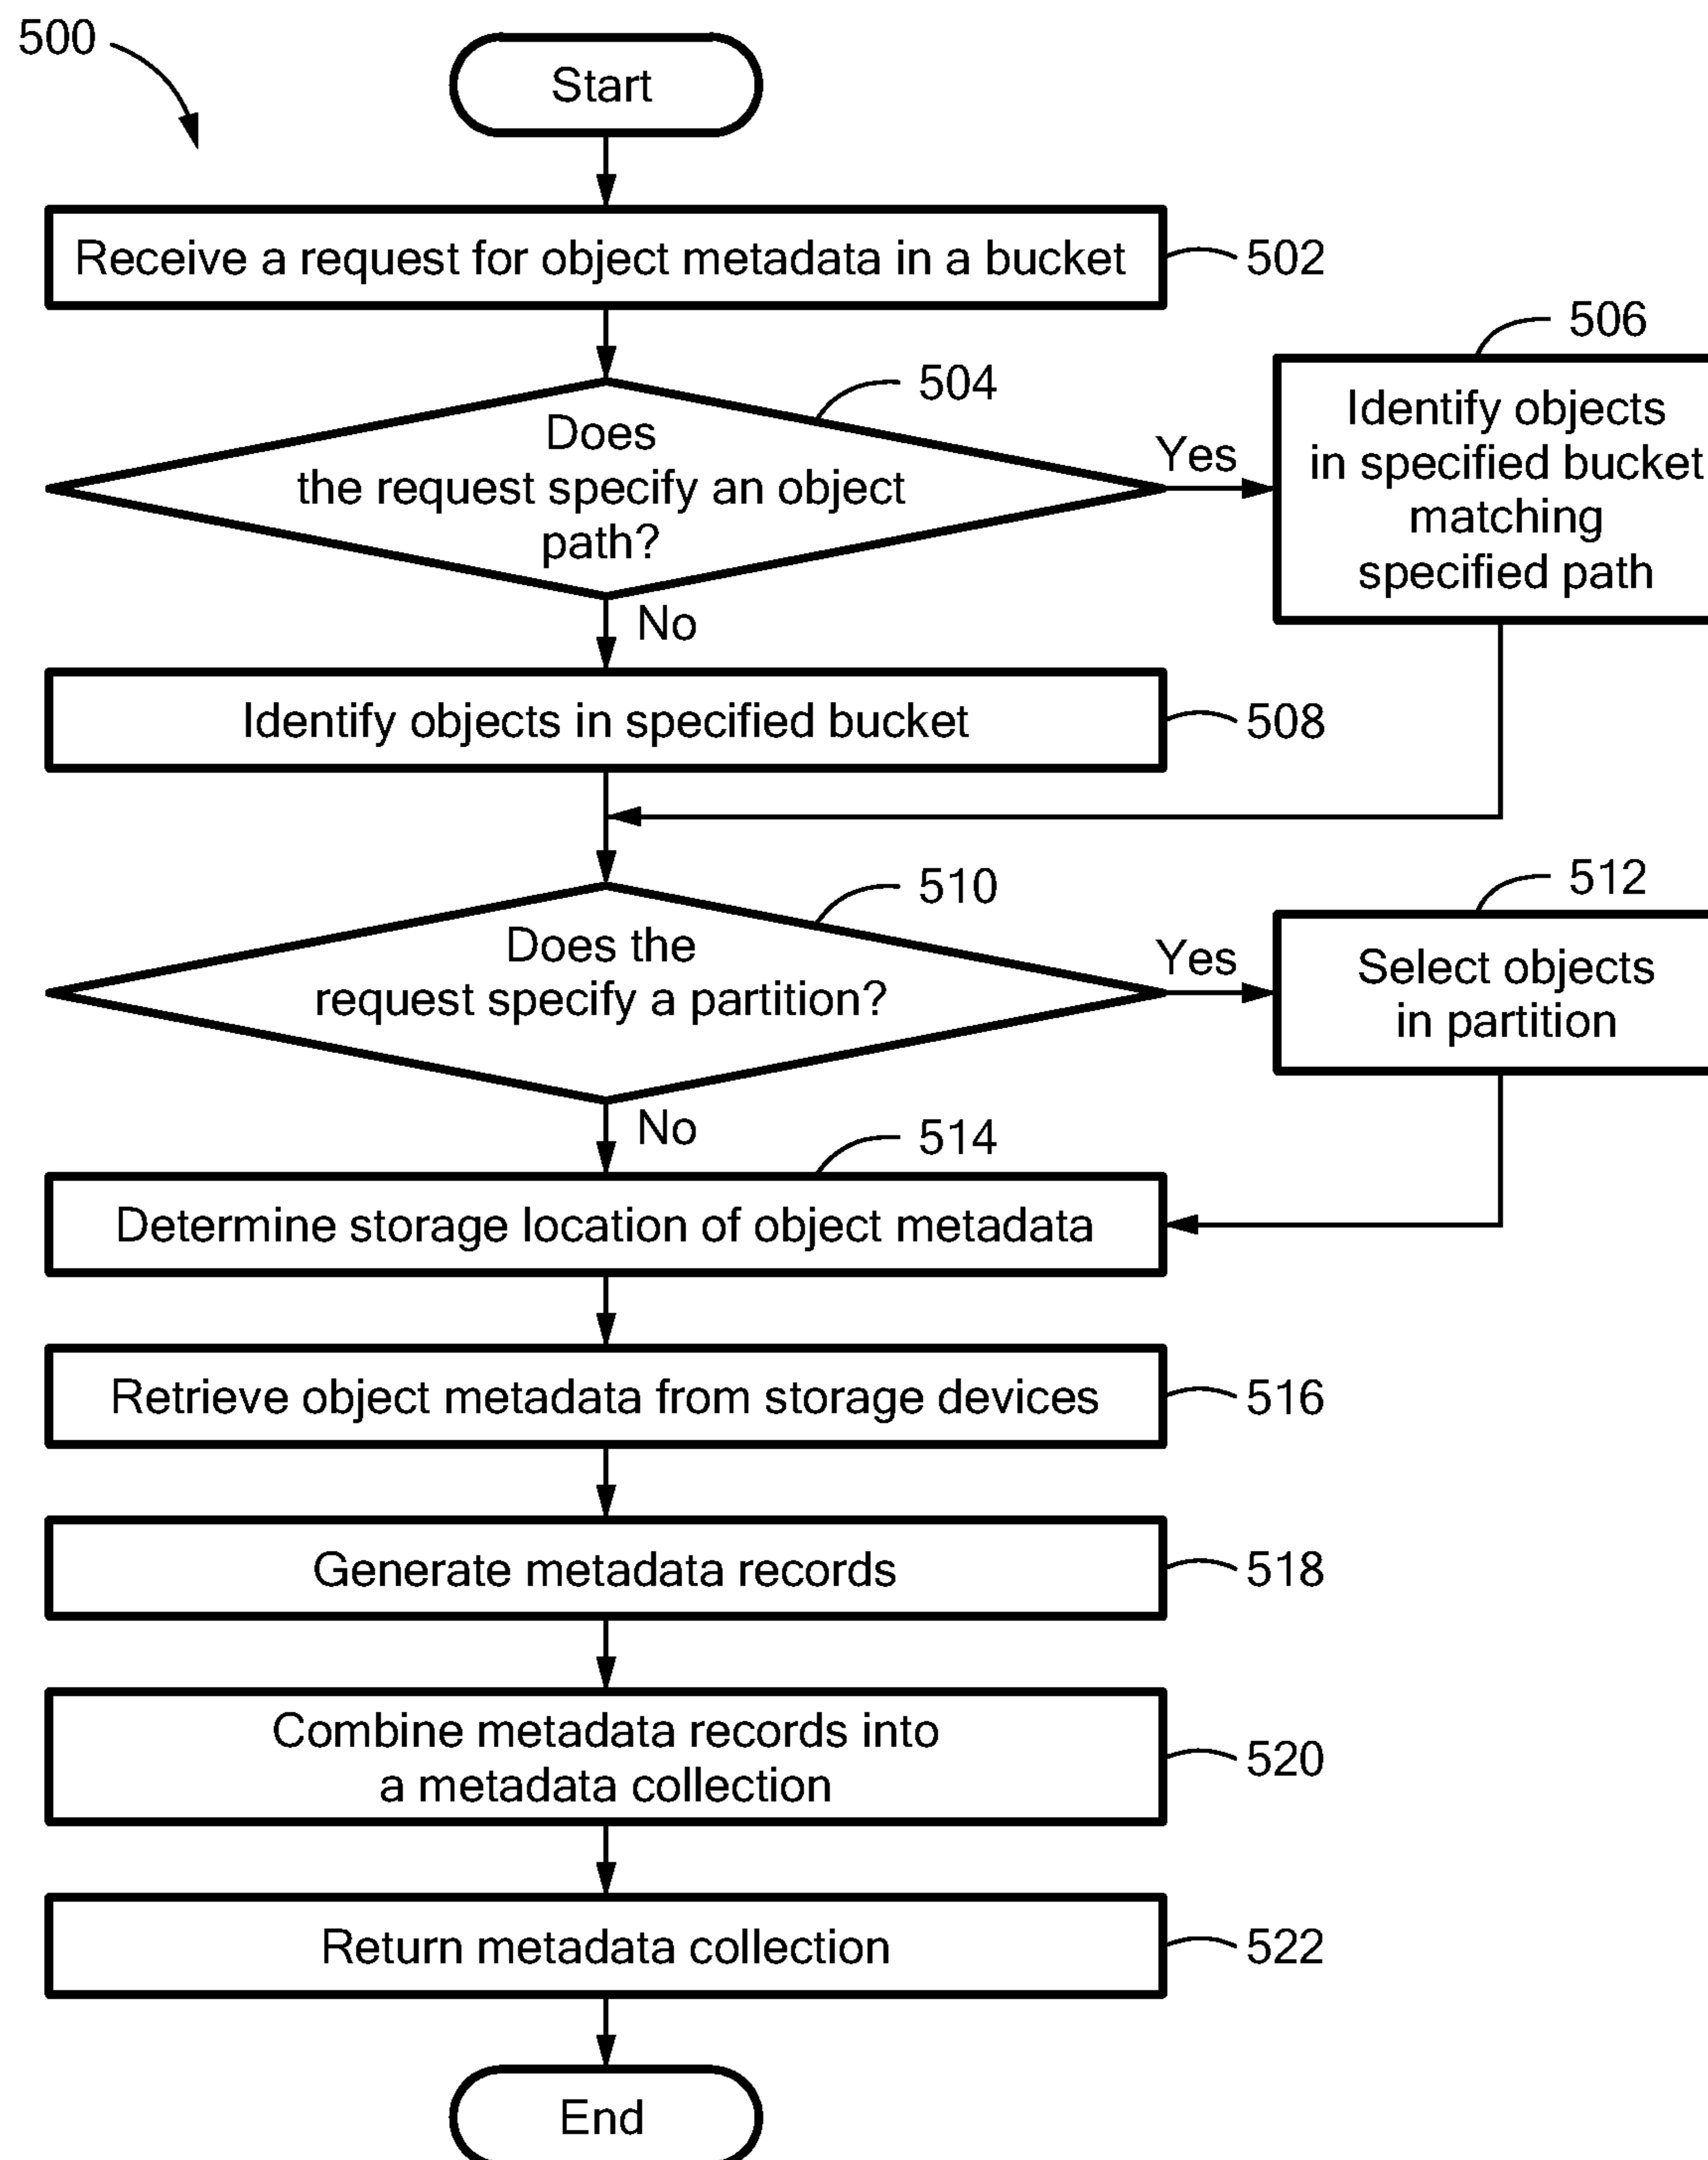 500
Start
Receive a request for object metadata in a bucket
502
504
Does
the request specify an object
path?
Yes
506
Identify objects
in specified bucket
matching
specified path
No
Identify objects in specified bucket
508
510
Does the
request specify a partition?
Yes
512
Select objects
in partition
No
514
Determine storage location of object metadata
Retrieve object metadata from storage devices
516
Generate metadata records
518
Combine metadata records into
a metadata collection
520
Return metadata collection
522
End